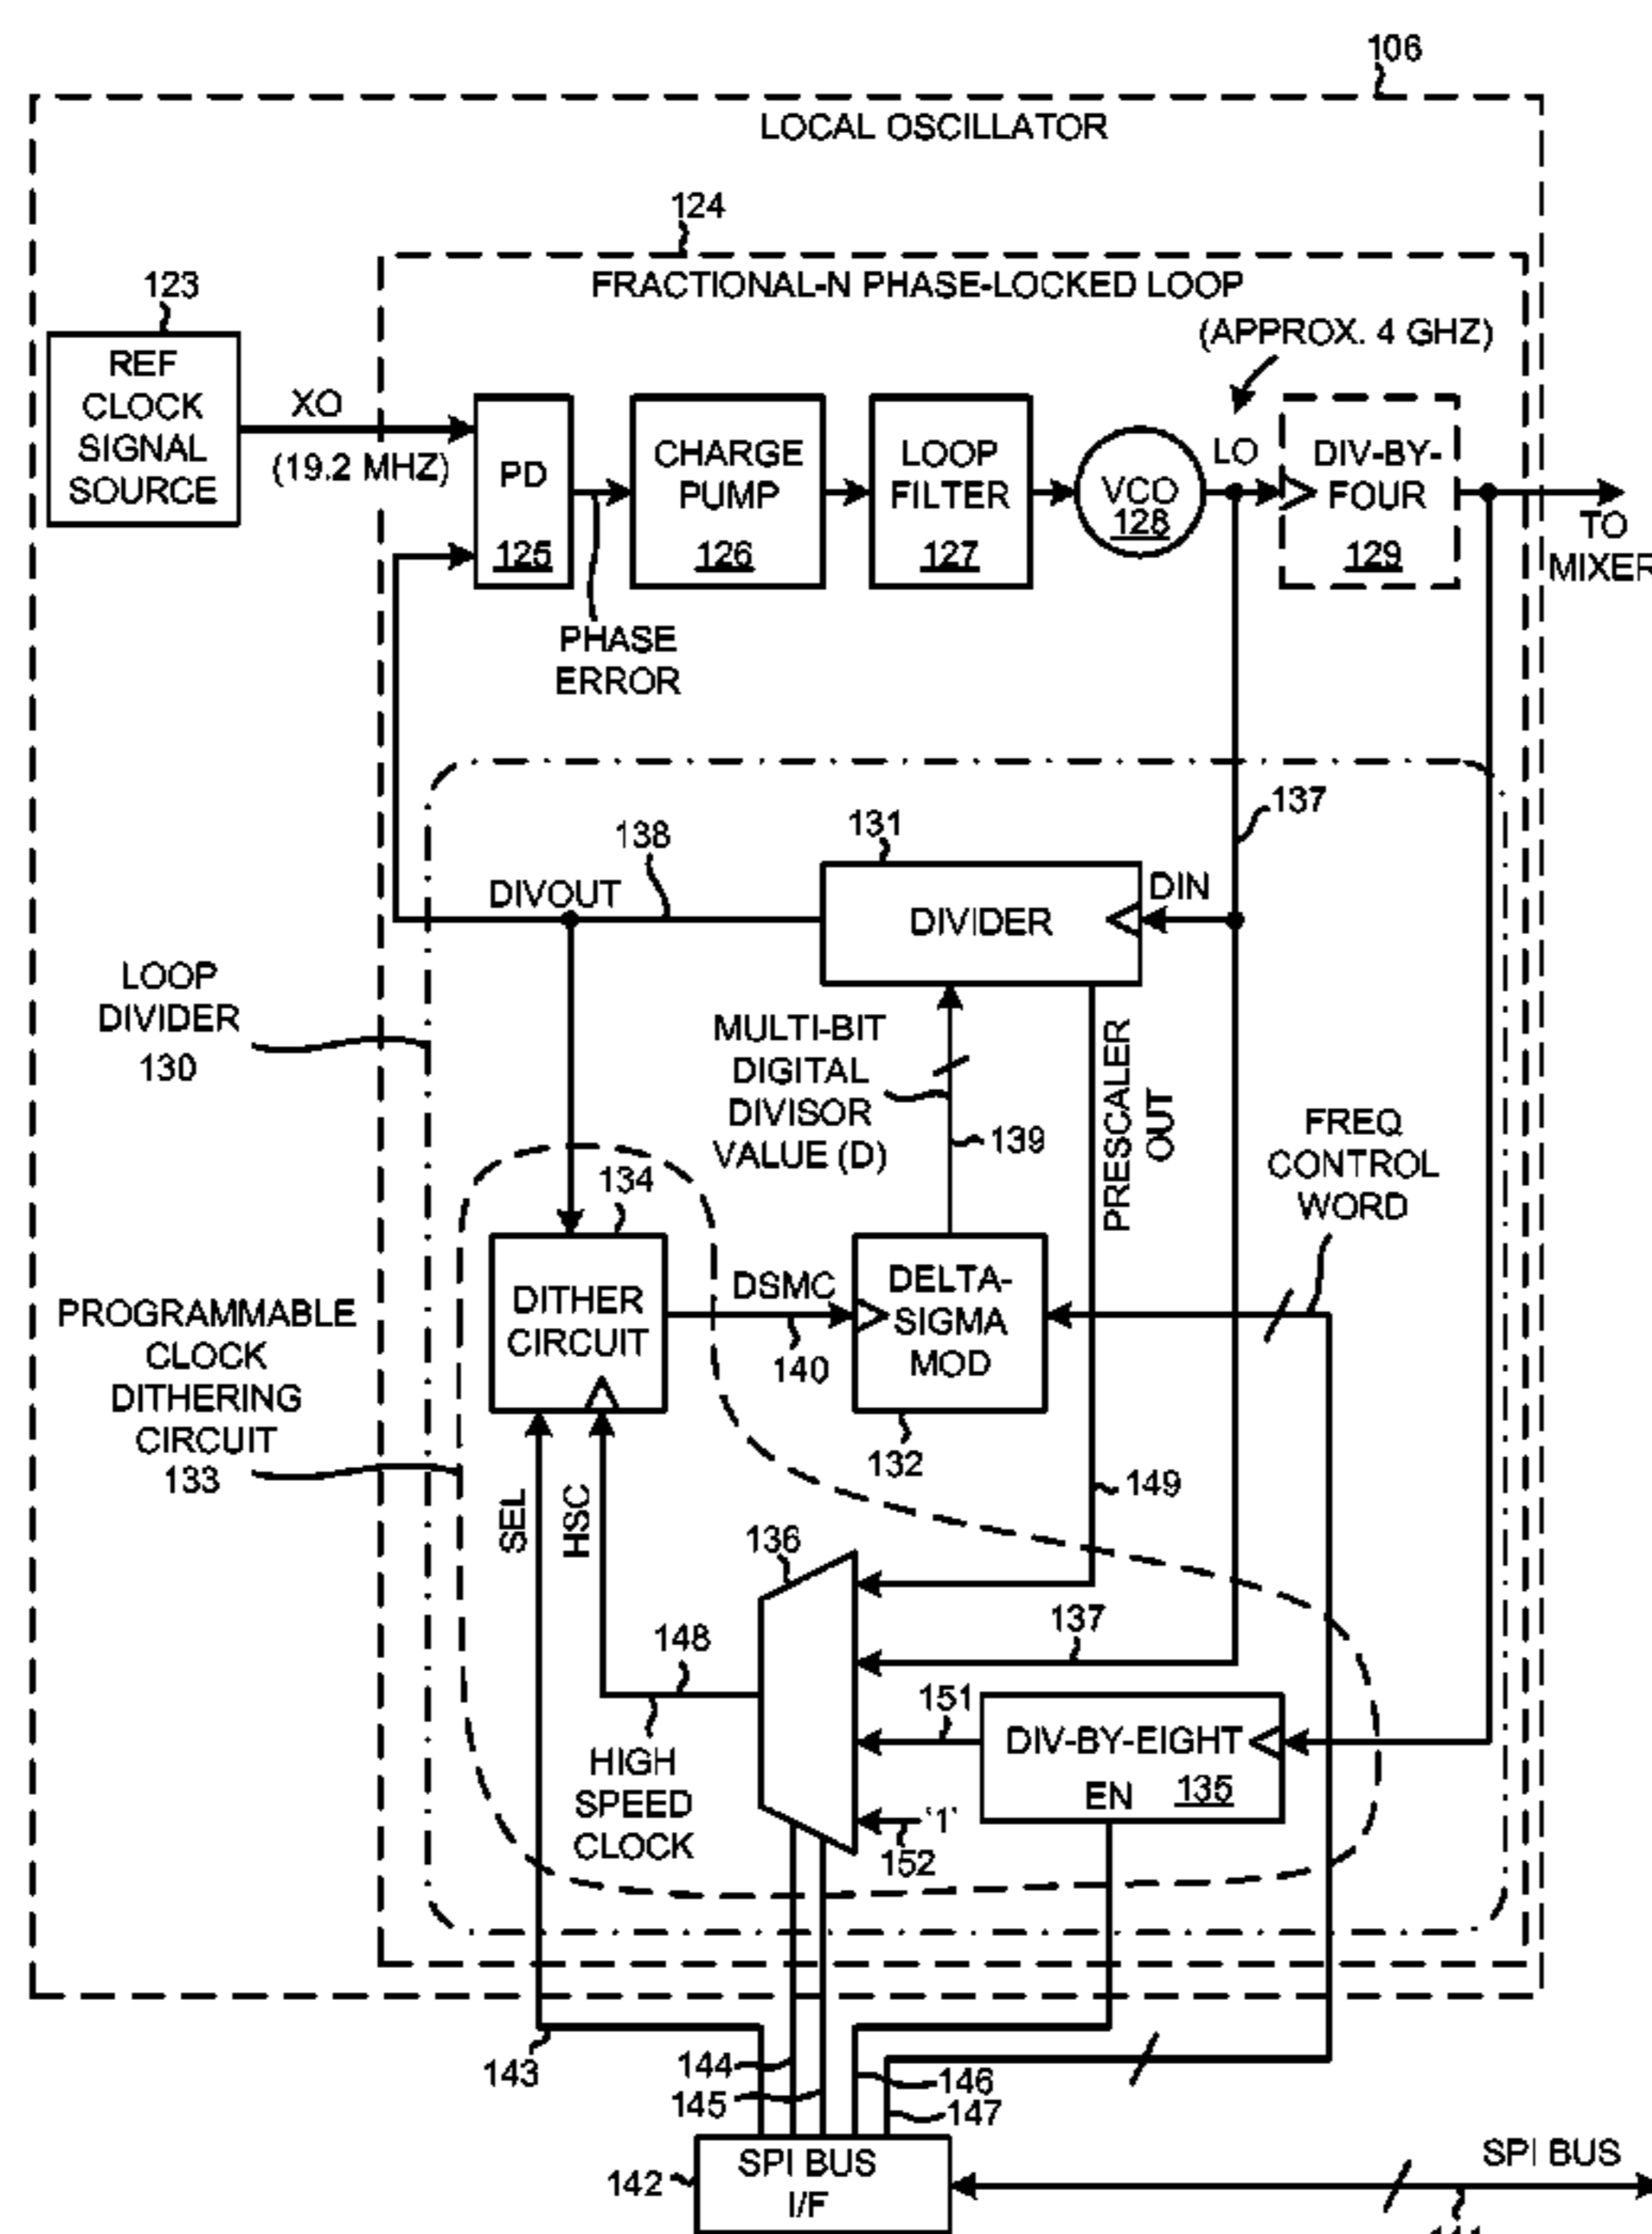 106
LOCAL OSCILLATOR
124
FRACTIONAL-N PHASE-LOCKED LOOP
123
REF
CLOCK
SIGNAL
SOURCE
XO
(19.2 MHZ)
PD
125
CHARGE
PUMP
126
LOOP
FILTER
127
VCO
128
(APPROX. 4 GHZ)
LO
DIV-BY-
FOUR
129
TO
MIXER
PHASE
ERROR
137
131
138
DIVOUT
DIVIDER
DIN
LOOP
DIVIDER
130
MULTI-BIT
DIGITAL
DIVISOR
VALUE (D)
139
PRESCALER
OUT
FREQ
CONTROL
WORD
134
DITHER
CIRCUIT
DSMC
140
DELTA-
SIGMA
MOD
132
PROGRAMMABLE
CLOCK
DITHERING
CIRCUIT
133
SEL
HSC
149
136
137
148
HIGH
SPEED
CLOCK
151
DIV-BY-EIGHT
EN
135
'1'
152
143
144
145
146
147
142
SPI BUS
I/F
SPI BUS